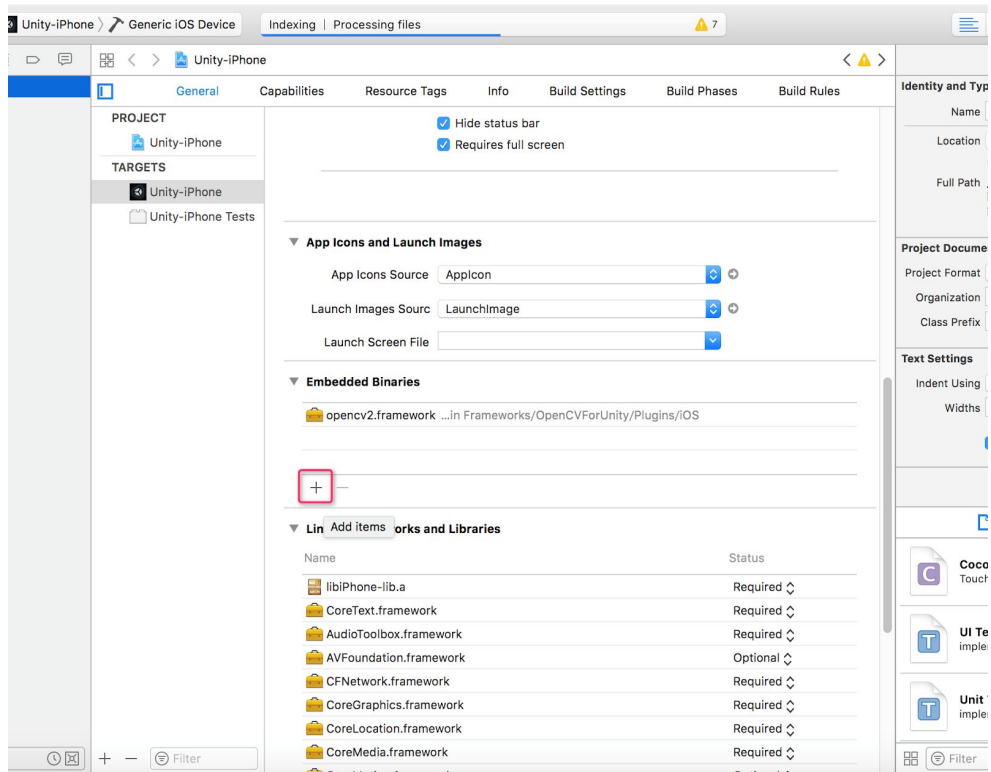 Unity-iPhone 〉 Generic iOS Device
Indexing | Processing files
7
Unity-iPhone
General Capabilities Resource Tags Info Build Settings Build Phases Build Rules
PROJECT
Unity-iPhone
TARGETS
Unity-iPhone
Unity-iPhone Tests
Hide status bar
Requires full screen
App Icons and Launch Images
App Icons Source AppIcon
Launch Images Sourc LaunchImage
Launch Screen File
Embedded Binaries
opencv2.framework ...in Frameworks/OpenCVForUnity/Plugins/iOS
+ −
Add items
Lin orks and Libraries
Name Status
libiPhone-lib.a Required
CoreText.framework Required
AudioToolbox.framework Required
AVFoundation.framework Optional
CFNetwork.framework Required
CoreGraphics.framework Required
CoreLocation.framework Required
CoreMedia.framework Required
+ − Filter
Identity and Typ
Name
Location
Full Path
Project Docume
Project Format
Organization
Class Prefix
Text Settings
Indent Using
Widths
C
Coco
Touch
T
UI Te
imple
T
Unit
imple
Filter